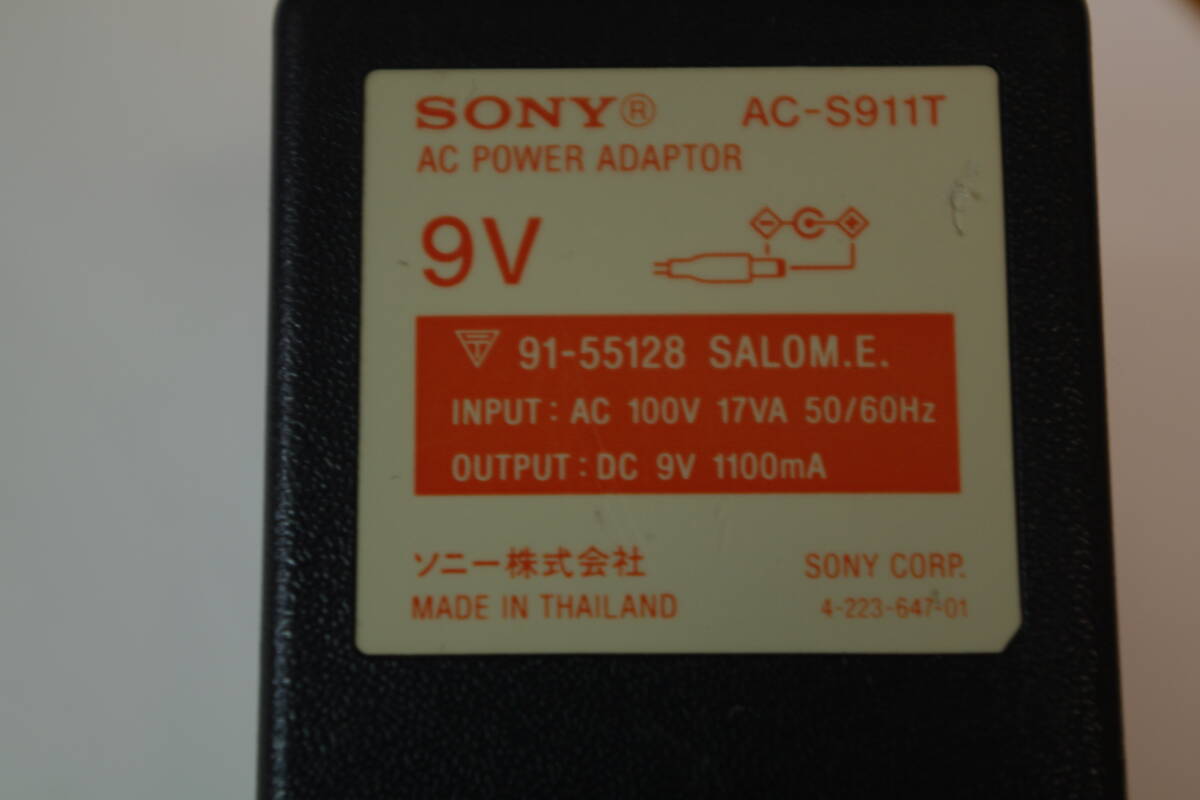 SONY® AC-S911T
AC POWER ADAPTOR
9V
91-55128 SALOM.E.
INPUT: AC 100V 17VA 50/60Hz
OUTPUT: DC 9V 1100mA
ソニー株式会社 SONY CORP.
MADE IN THAILAND 4-223-647-01